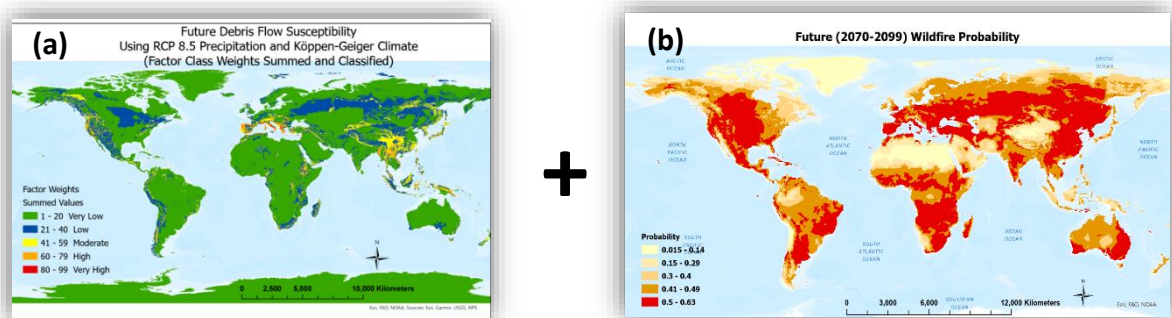 (a)
Future Debris Flow Susceptibility
Using RCP 8.5 Precipitation and Köppen-Geiger Climate
(Factor Class Weights Summed and Classified)
Factor Weights
Summed Values
1 - 20 Very Low
21 - 40 Low
41 - 59 Moderate
60 - 79 High
80 - 99 Very High
N
0 2,500 5,000 10,000 Kilometers
Esri, FAO, NOAA, Sources: Esri, Garmin, USGS, NPS
+
(b)
Future (2070-2099) Wildfire Probability
ARCTIC
OCEAN
ARCTIC
OCEAN
NORTH
PACIFIC
OCEAN
NORTH
ATLANTIC
OCEAN
NORTH
PACIFIC
OCEAN
INDIAN
OCEAN
SOUTH
ATLANTIC
OCEAN
SOUTH
Probability
0.015 - 0.14
0.15 - 0.29
0.3 - 0.4
0.41 - 0.49
0.5 - 0.63
N
0 3,000 6,000 12,000 Kilometers
OCEAN
Esri, FAO, NOAA